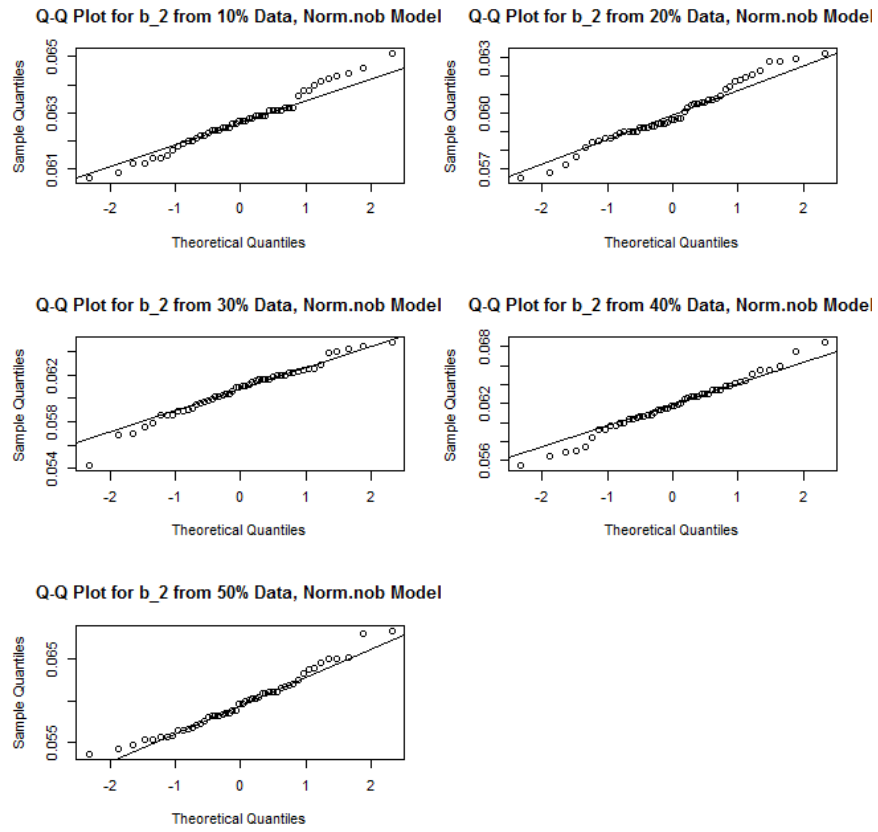 Q-Q Plot for b_2 from 10% Data, Norm.nob Model
Sample Quantiles
0.061 0.063 0.065
-2 -1 0 1 2
Theoretical Quantiles
Q-Q Plot for b_2 from 20% Data, Norm.nob Model
Sample Quantiles
0.057 0.060 0.063
-2 -1 0 1 2
Theoretical Quantiles
Q-Q Plot for b_2 from 30% Data, Norm.nob Model
Sample Quantiles
0.054 0.058 0.062
-2 -1 0 1 2
Theoretical Quantiles
Q-Q Plot for b_2 from 40% Data, Norm.nob Model
Sample Quantiles
0.056 0.062 0.068
-2 -1 0 1 2
Theoretical Quantiles
Q-Q Plot for b_2 from 50% Data, Norm.nob Model
Sample Quantiles
0.055 0.065
-2 -1 0 1 2
Theoretical Quantiles